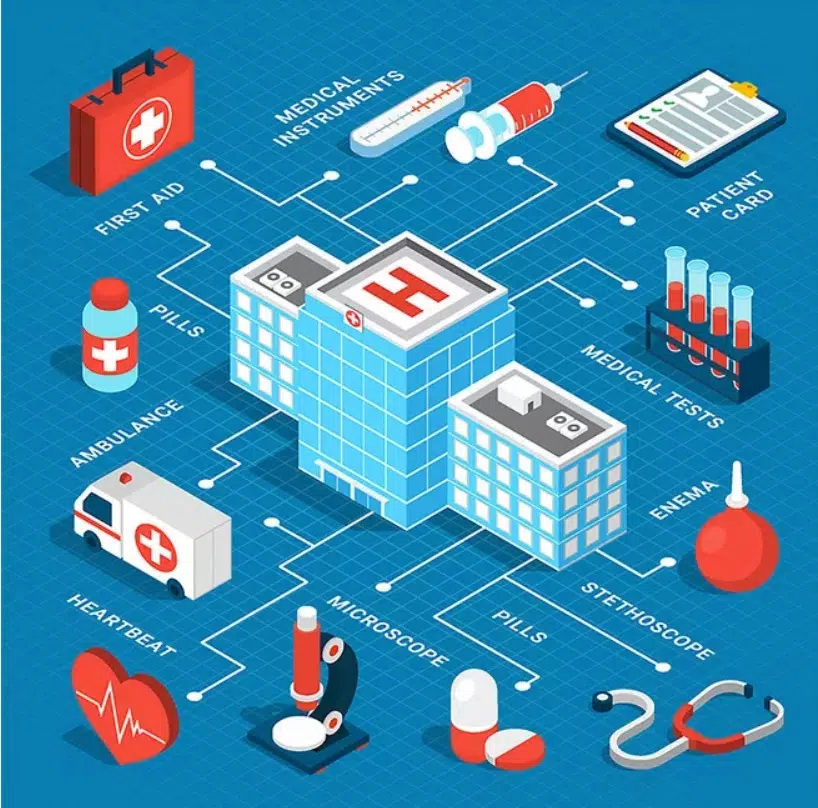 MEDICAL
INSTRUMENTS
FIRST AID
PATIENT
CARD
H
PILLS
MEDICAL TESTS
AMBULANCE
ENEMA
HEARTBEAT
MICROSCOPE
PILLS
STETHOSCOPE